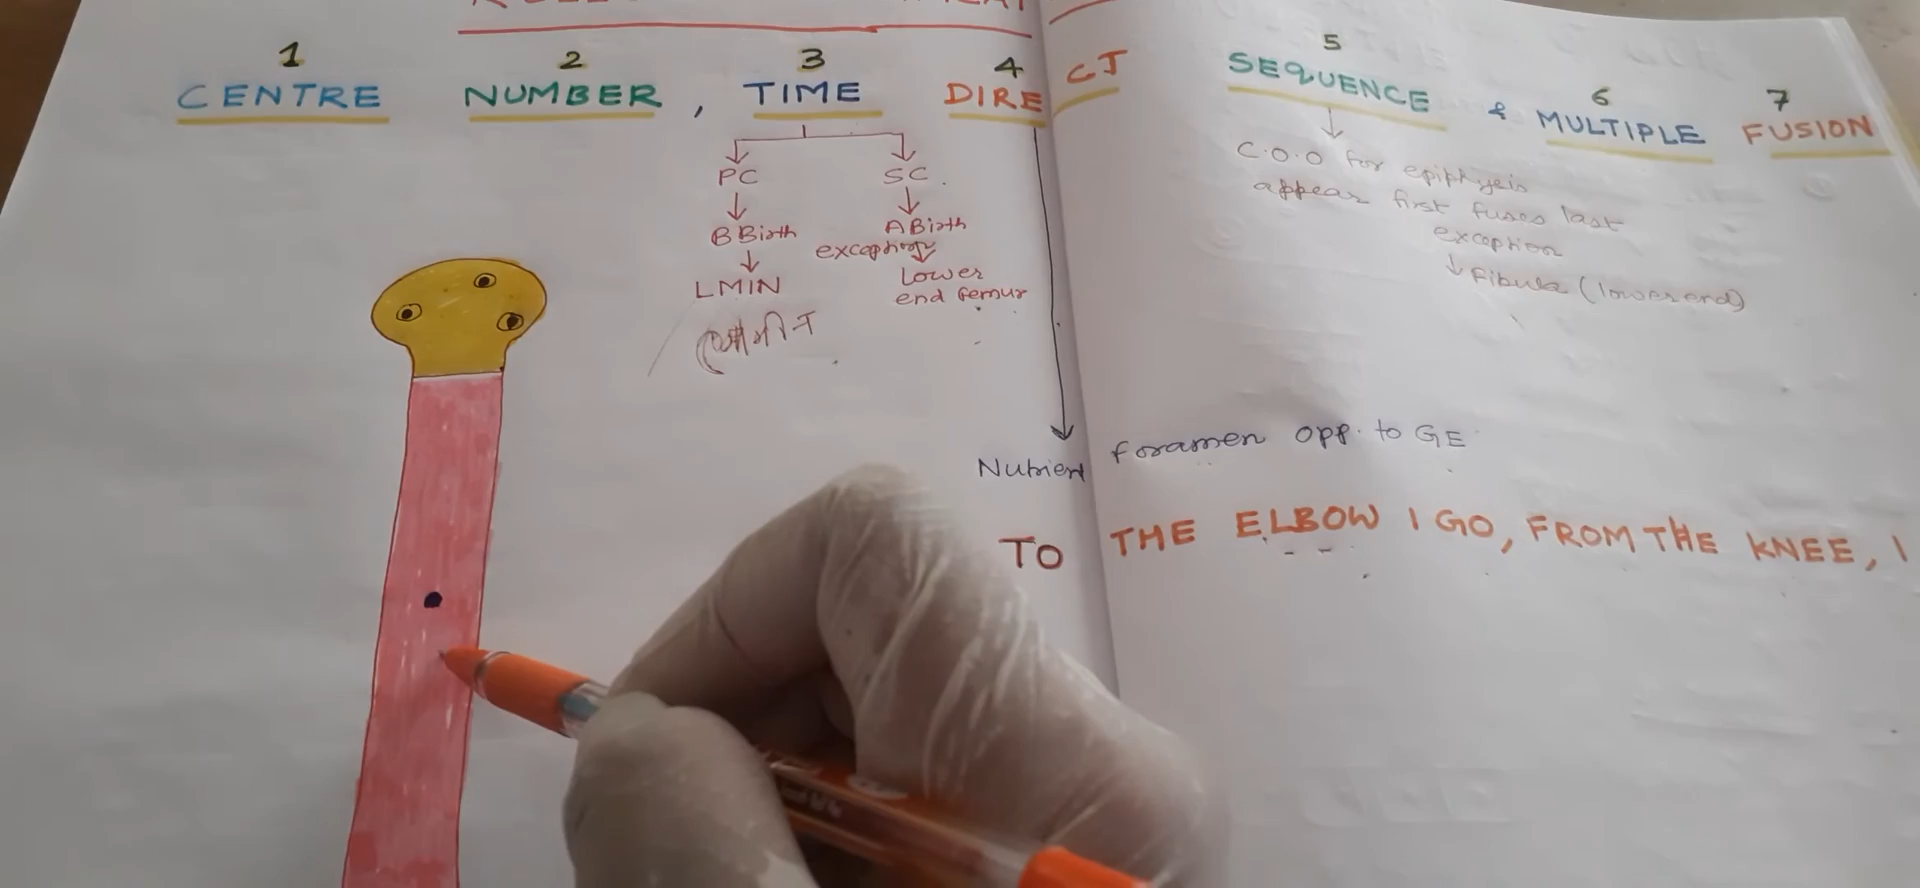 1 2 3 4 5 6 7
CENTRE NUMBER , TIME DIRE CT SEQUENCE & MULTIPLE FUSION
PC SC.
B Birth A Birth
exception
LMIN
Lower
end femur
C.O.O for epiphysis
appear first fuses last
exception
Fibula (lower end)
Nutrient foramen opp. to GE
TO THE ELBOW I GO, FROM THE KNEE, I